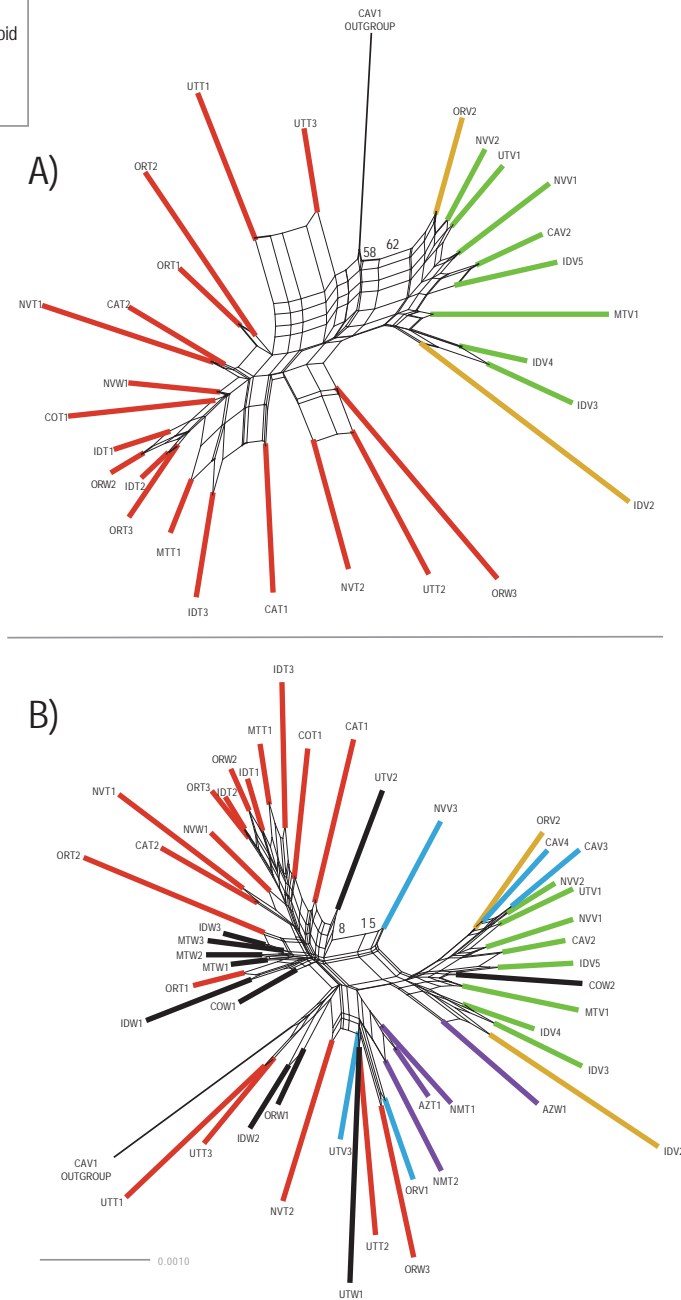 oid
CAV1
OUTGROUP
UTT1
ORV2
UTT3
NVV2
A)
UTV1
ORT2
NVV1
CAV2
58 62
ORT1
IDV5
NVT1
CAT2
MTV1
IDV4
NVW1
IDV3
COT1
IDT1
ORW2
IDT2
IDV2
ORT3
MTT1
NVT2
UTT2
ORW3
IDT3
CAT1
IDT3
B)
MTT1
CAT1
COT1
ORW2
IDT1
UTV2
ORT3
IDT2
NVT1
NVV3
ORV2
NVW1
CAV4
CAT2
CAV3
ORT2
NVV2
UTV1
NVV1
IDW3
8 15
MTW3
CAV2
MTW2
MTW1
IDV5
ORT1
COW2
COW1
MTV1
IDW1
IDV4
IDV3
AZT1
NMT1
AZW1
ORW1
IDW2
UTT3
UTV3
IDV2
CAV1
OUTGROUP
NMT2
ORV1
UTT1
NVT2
UTT2
0.0010
ORW3
UTW1